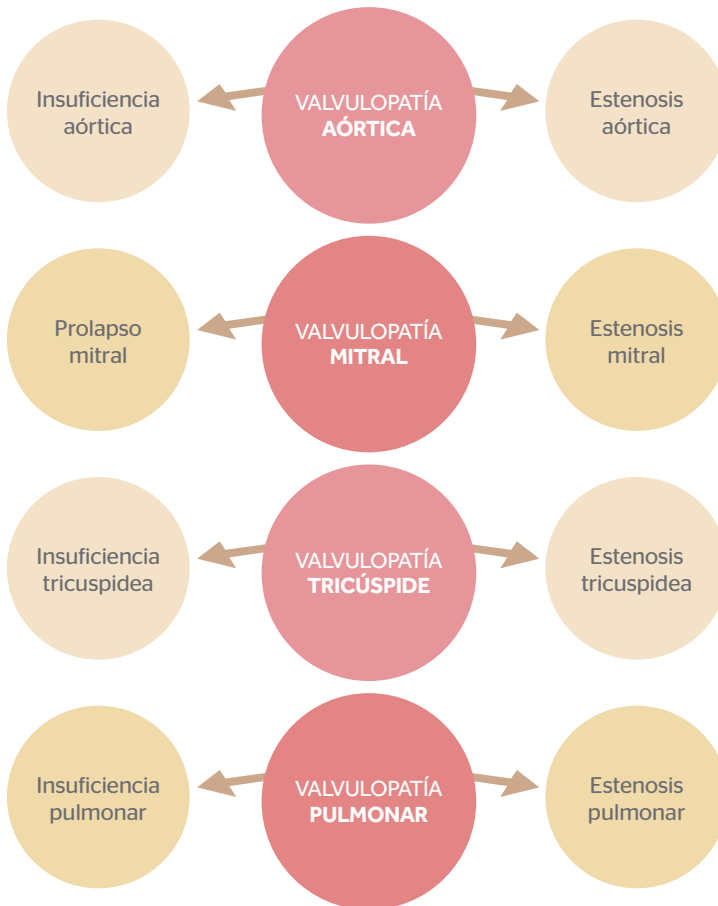 Insuficiencia
aórtica
VALVULOPATÍA
AÓRTICA
Estenosis
aórtica
Prolapso
mitral
VALVULOPATÍA
MITRAL
Estenosis
mitral
Insuficiencia
tricuspidea
VALVULOPATÍA
TRICÚSPIDE
Estenosis
tricuspidea
Insuficiencia
pulmonar
VALVULOPATÍA
PULMONAR
Estenosis
pulmonar